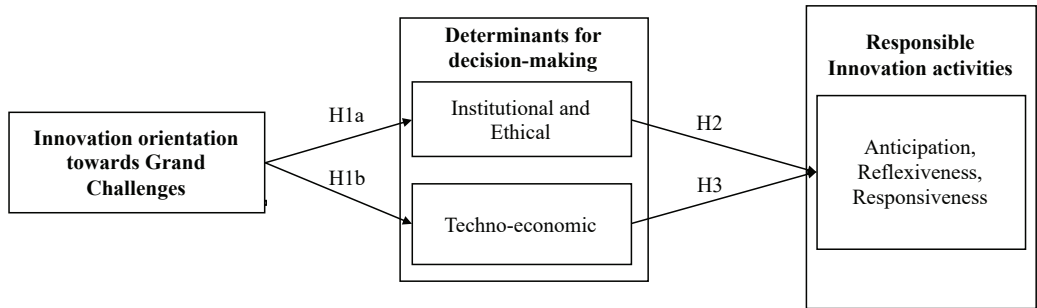 Innovation orientation
towards Grand
Challenges
H1a
H1b
Determinants for
decision-making
Institutional and
Ethical
Techno-economic
H2
H3
Responsible
Innovation activities
Anticipation,
Reflexiveness,
Responsiveness